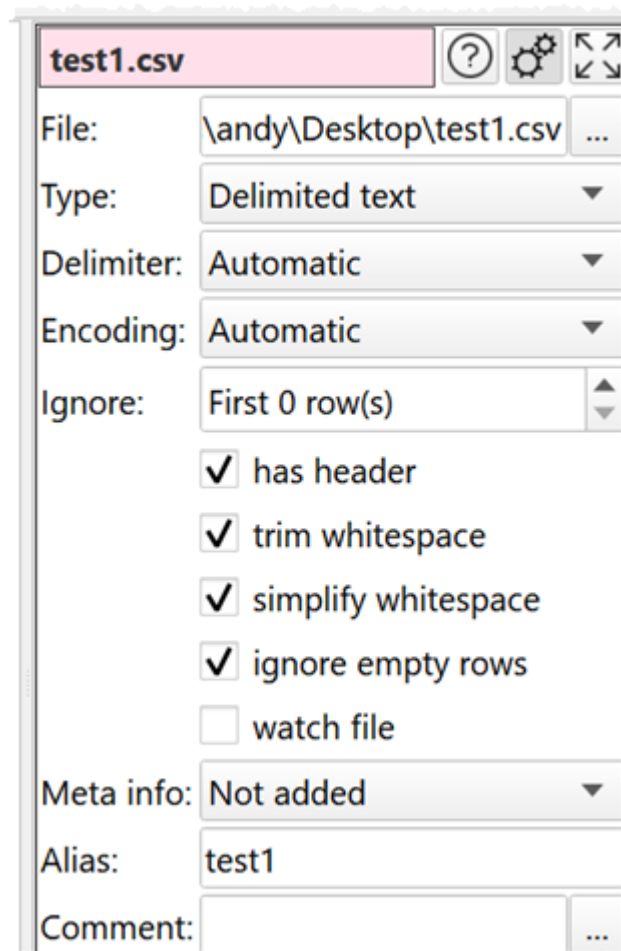 test1.csv
File: \andy\Desktop\test1.csv ...
Type: Delimited text
Delimiter: Automatic
Encoding: Automatic
Ignore: First 0 row(s)
has header
trim whitespace
simplify whitespace
ignore empty rows
watch file
Meta info: Not added
Alias: test1
Comment: ...